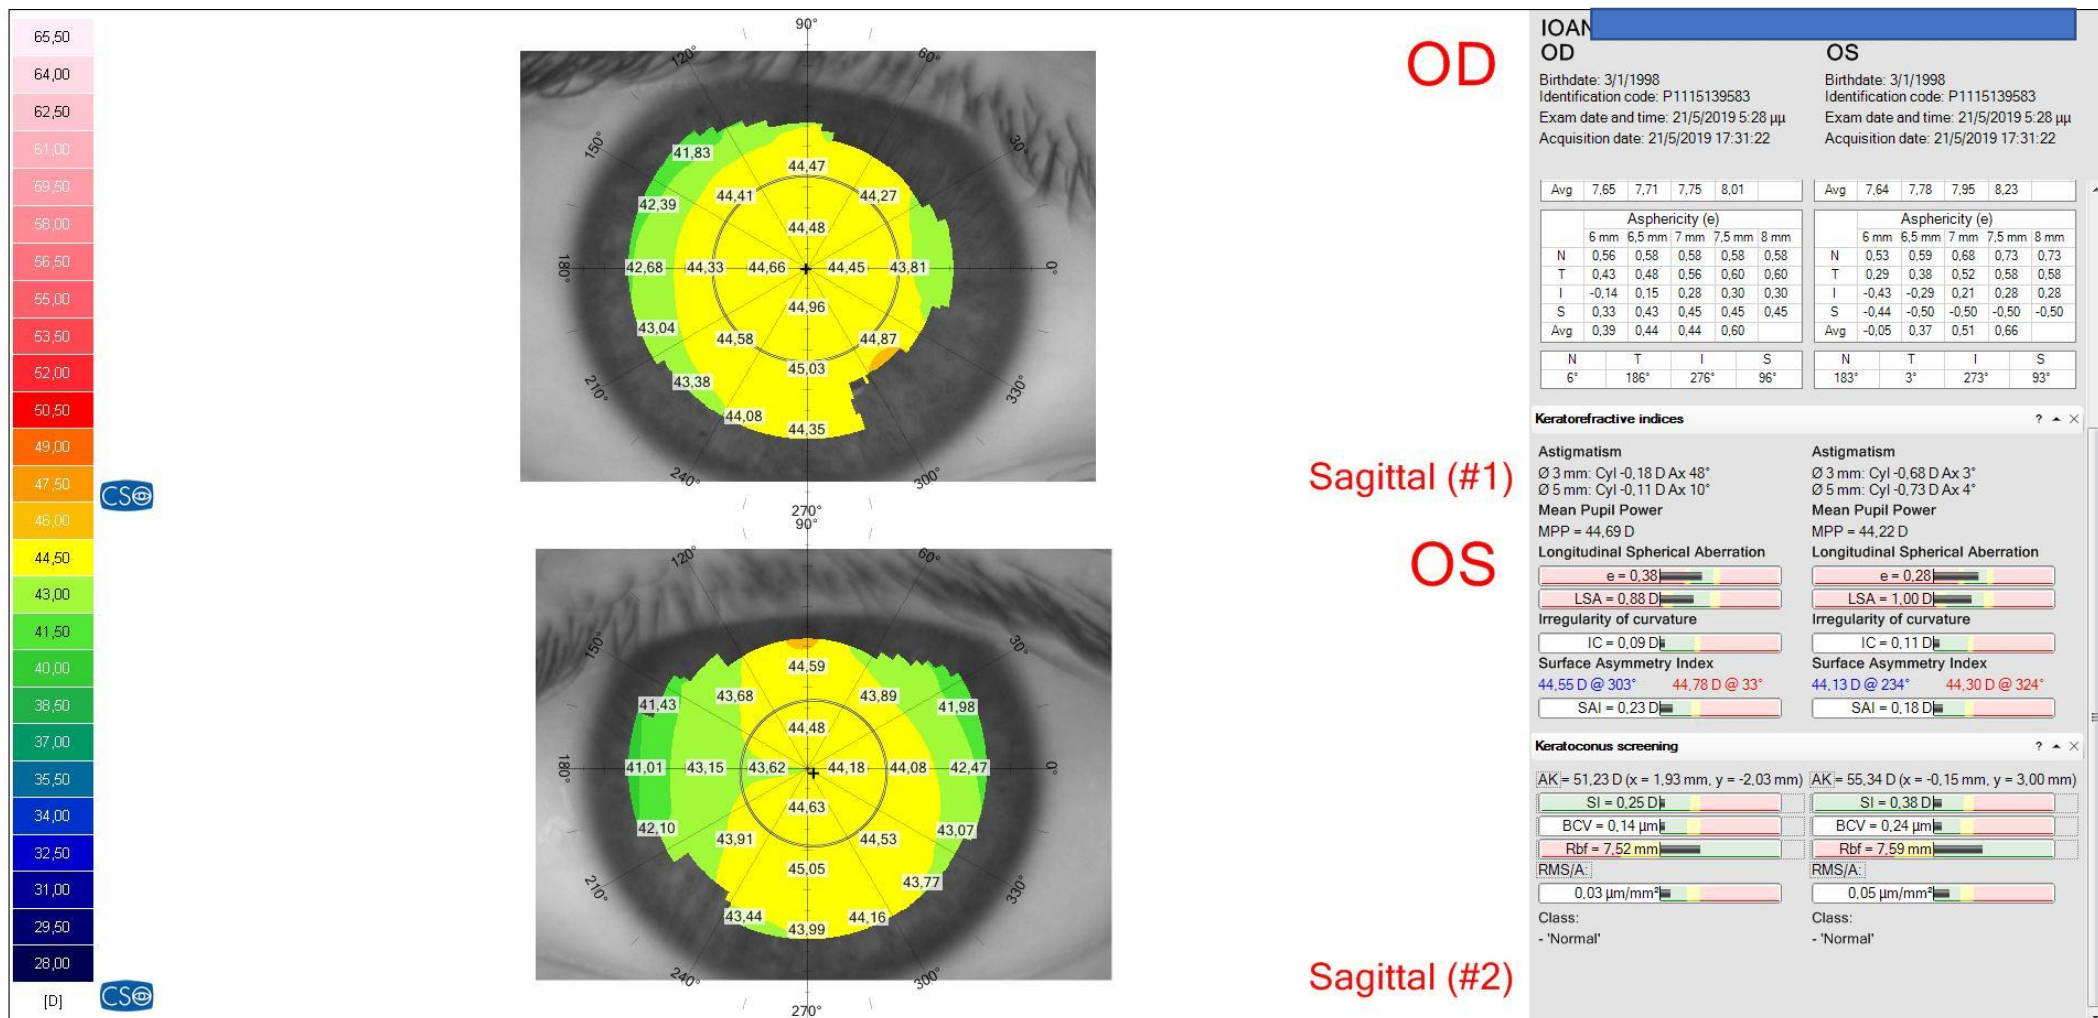 65,50
64,00
62,50
61,00
59,50
58,00
56,50
55,00
53,50
52,00
50,50
49,00
47,50
46,00
44,50
43,00
41,50
40,00
38,50
37,00
35,50
34,00
32,50
31,00
29,50
28,00
[D]
CSO
CSO
90°
120° 60°
150° 30°
41,83 44,47
44,41 44,27
42,39
44,48
180° 42,68 44,33 44,66 44,45 43,81 0°
44,96
43,04 44,58 44,87
45,03
43,38
210° 330°
44,08 44,35
240° 300°
270°
OD
Sagittal (#1)
90°
120° 60°
150° 30°
44,59
43,68 43,89
41,43 41,98
44,48
180° 41,01 43,15 43,62 44,18 44,08 42,47 0°
44,63
42,10 43,91 44,53 43,07
45,05 43,77
210° 330°
43,44 43,99 44,16
240° 300°
270°
OS
Sagittal (#2)
IOAN
OD OS
Birthdate: 3/1/1998 Birthdate: 3/1/1998
Identification code: P1115139583 Identification code: P1115139583
Exam date and time: 21/5/2019 5:28 μμ Exam date and time: 21/5/2019 5:28 μμ
Acquisition date: 21/5/2019 17:31:22 Acquisition date: 21/5/2019 17:31:22
Avg 7,65 7,71 7,75 8,01 Avg 7,64 7,78 7,95 8,23
Asphericity (e) Asphericity (e)
6 mm 6,5 mm 7 mm 7,5 mm 8 mm 6 mm 6,5 mm 7 mm 7,5 mm 8 mm
N 0,56 0,58 0,58 0,58 0,58 N 0,53 0,59 0,68 0,73 0,73
T 0,43 0,48 0,56 0,60 0,60 T 0,29 0,38 0,52 0,58 0,58
I -0,14 0,15 0,28 0,30 0,30 I -0,43 -0,29 0,21 0,28 0,28
S 0,33 0,43 0,45 0,45 0,45 S -0,44 -0,50 -0,50 -0,50 -0,50
Avg 0,39 0,44 0,44 0,60 Avg -0,05 0,37 0,51 0,66
N T I S N T I S
6° 186° 276° 96° 183° 3° 273° 93°
Keratorefractive indices ?
Astigmatism Astigmatism
Ø 3 mm: Cyl -0,18 D Ax 48° Ø 3 mm: Cyl -0,68 D Ax 3°
Ø 5 mm: Cyl -0,11 D Ax 10° Ø 5 mm: Cyl -0,73 D Ax 4°
Mean Pupil Power Mean Pupil Power
MPP = 44,69 D MPP = 44,22 D
Longitudinal Spherical Aberration Longitudinal Spherical Aberration
e = 0,38 e = 0,28
LSA = 0,88 D LSA = 1,00 D
Irregularity of curvature Irregularity of curvature
IC = 0,09 D IC = 0,11 D
Surface Asymmetry Index Surface Asymmetry Index
44,55 D @ 303° 44,78 D @ 33° 44,13 D @ 234° 44,30 D @ 324°
SAI = 0,23 D SAI = 0,18 D
Keratoconus screening ?
AK = 51,23 D (x = 1,93 mm, y = -2,03 mm) AK = 55,34 D (x = -0,15 mm, y = 3,00 mm)
SI = 0,25 D SI = 0,38 D
BCV = 0,14 µm BCV = 0,24 µm
Rbf = 7,52 mm Rbf = 7,59 mm
RMS/A: RMS/A:
0,03 µm/mm² 0,05 µm/mm²
Class: Class:
- 'Normal' - 'Normal'